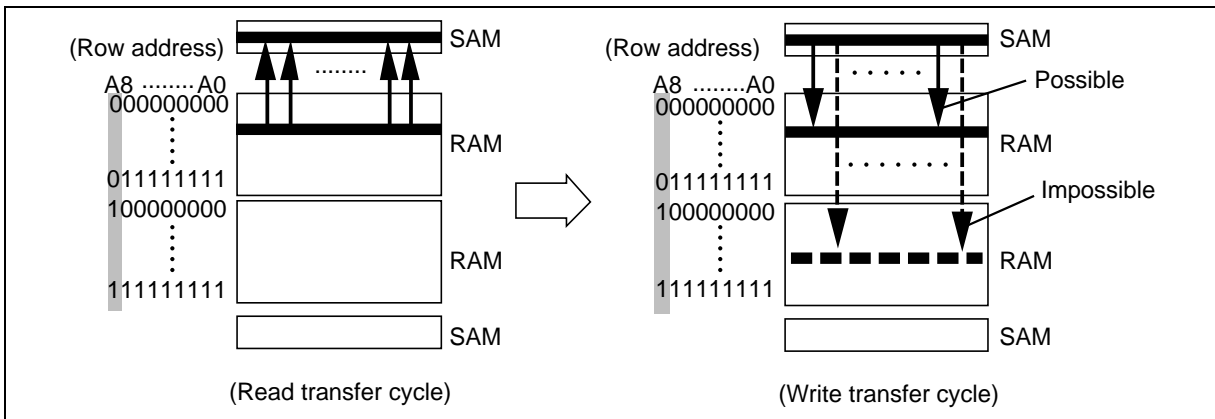 (Row address)
SAM
A8 ........A0
000000000
........
RAM
011111111
100000000
RAM
111111111
SAM
(Read transfer cycle)
(Row address)
SAM
Possible
A8 ........A0
000000000
RAM
011111111
Impossible
100000000
RAM
111111111
SAM
(Write transfer cycle)